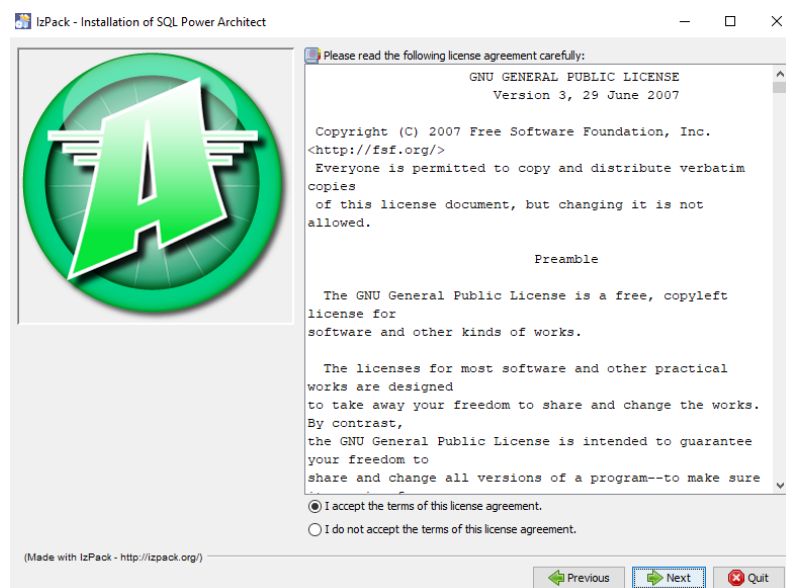 IzPack - Installation of SQL Power Architect
Please read the following license agreement carefully:
GNU GENERAL PUBLIC LICENSE
Version 3, 29 June 2007
Copyright (C) 2007 Free Software Foundation, Inc.
<http://fsf.org/>
Everyone is permitted to copy and distribute verbatim
copies
of this license document, but changing it is not
allowed.
Preamble
The GNU General Public License is a free, copyleft
license for
software and other kinds of works.
The licenses for most software and other practical
works are designed
to take away your freedom to share and change the works.
By contrast,
the GNU General Public License is intended to guarantee
your freedom to
share and change all versions of a program--to make sure
I accept the terms of this license agreement.
I do not accept the terms of this license agreement.
(Made with IzPack - http://izpack.org/)
Previous
Next
Quit